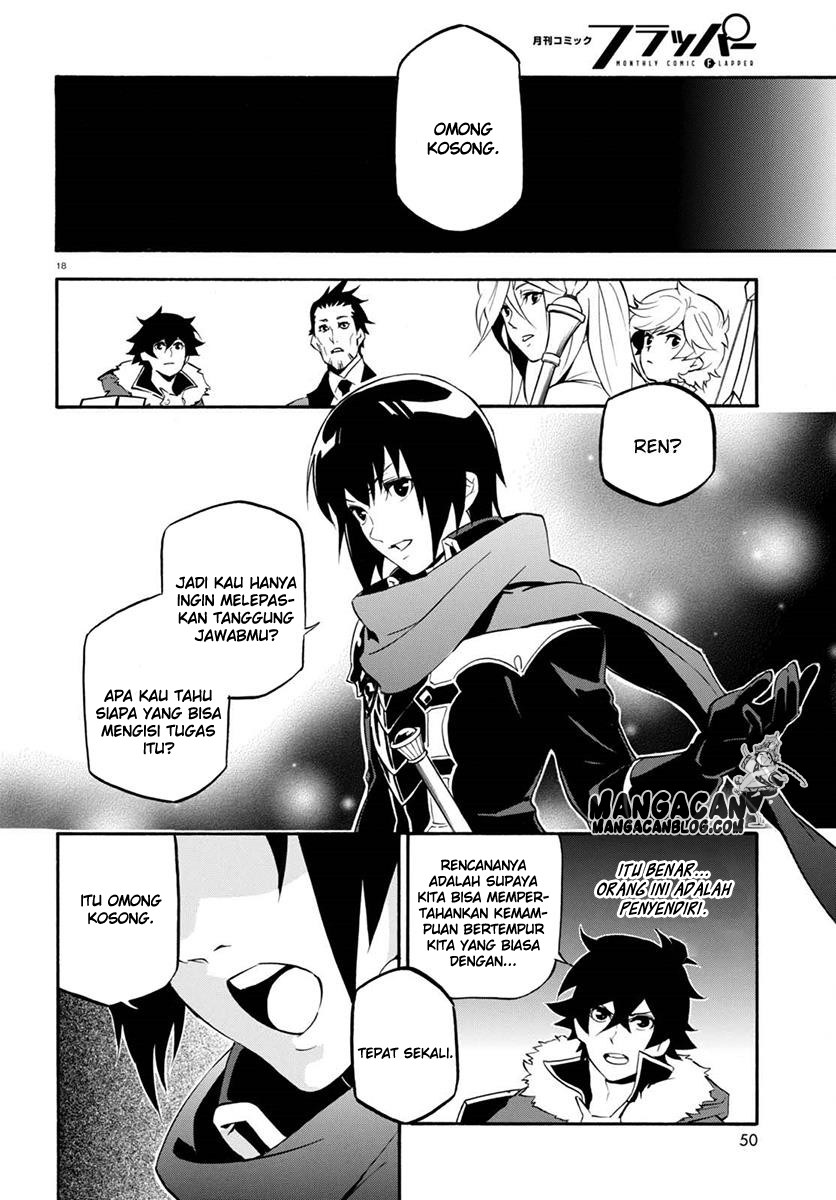 月刊コミック フラッパー
MONTHLY COMIC FLAPPER
OMONG
KOSONG.
18
REN?
JADI KAU HANYA
INGIN MELEPAS-
KAN TANGGUNG
JAWABMU?
APA KAU TAHU
SIAPA YANG BISA
MENGISI TUGAS
ITU?
MANGACAN
MANGACANBLOG.COM
ITU BENAR...
ORANG INI ADALAH
PENYENDIRI.
RENCANANYA
ADALAH SUPAYA
KITA BISA MEMPER-
TAHANKAN KEMAM-
PUAN BERTEMPUR
KITA YANG BIASA
DENGAN...
TEPAT SEKALI.
ITU OMONG
KOSONG.
50